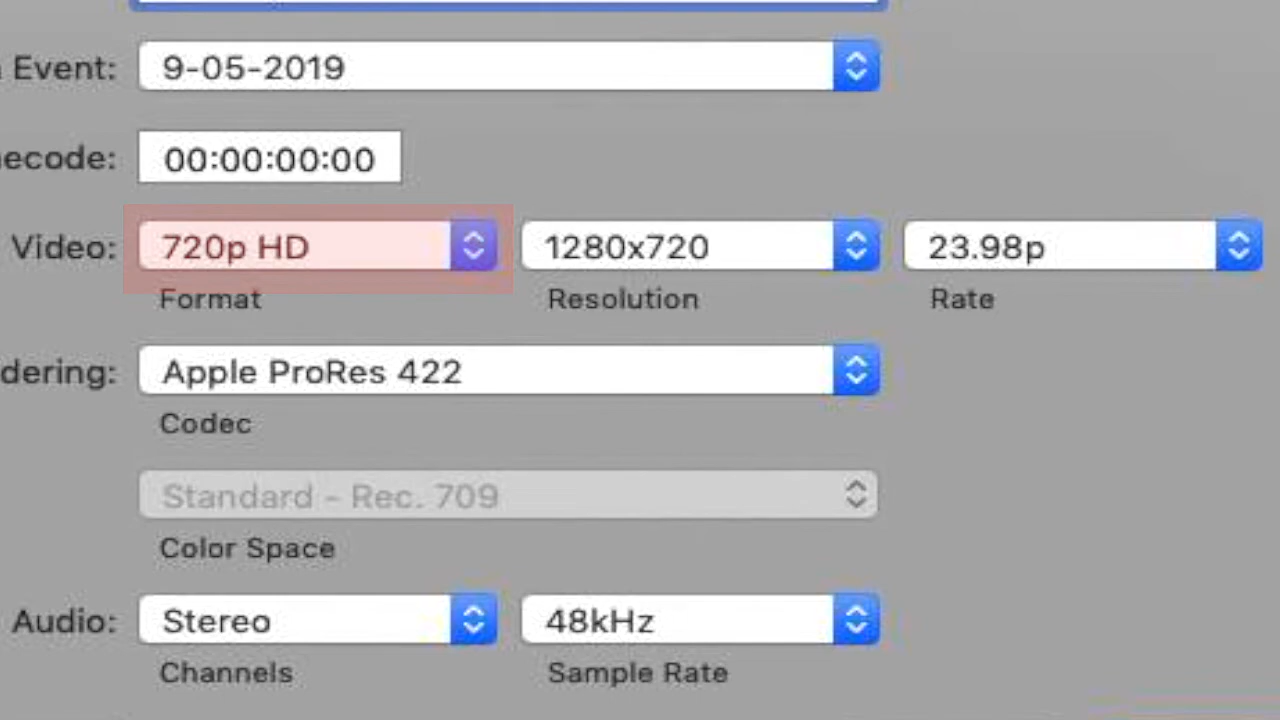 Event: 9-05-2019
ecode: 00:00:00:00
Video: 720p HD 1280x720 23.98p
Format Resolution Rate
dering: Apple ProRes 422
Codec
Standard - Rec. 709
Color Space
Audio: Stereo 48kHz
Channels Sample Rate